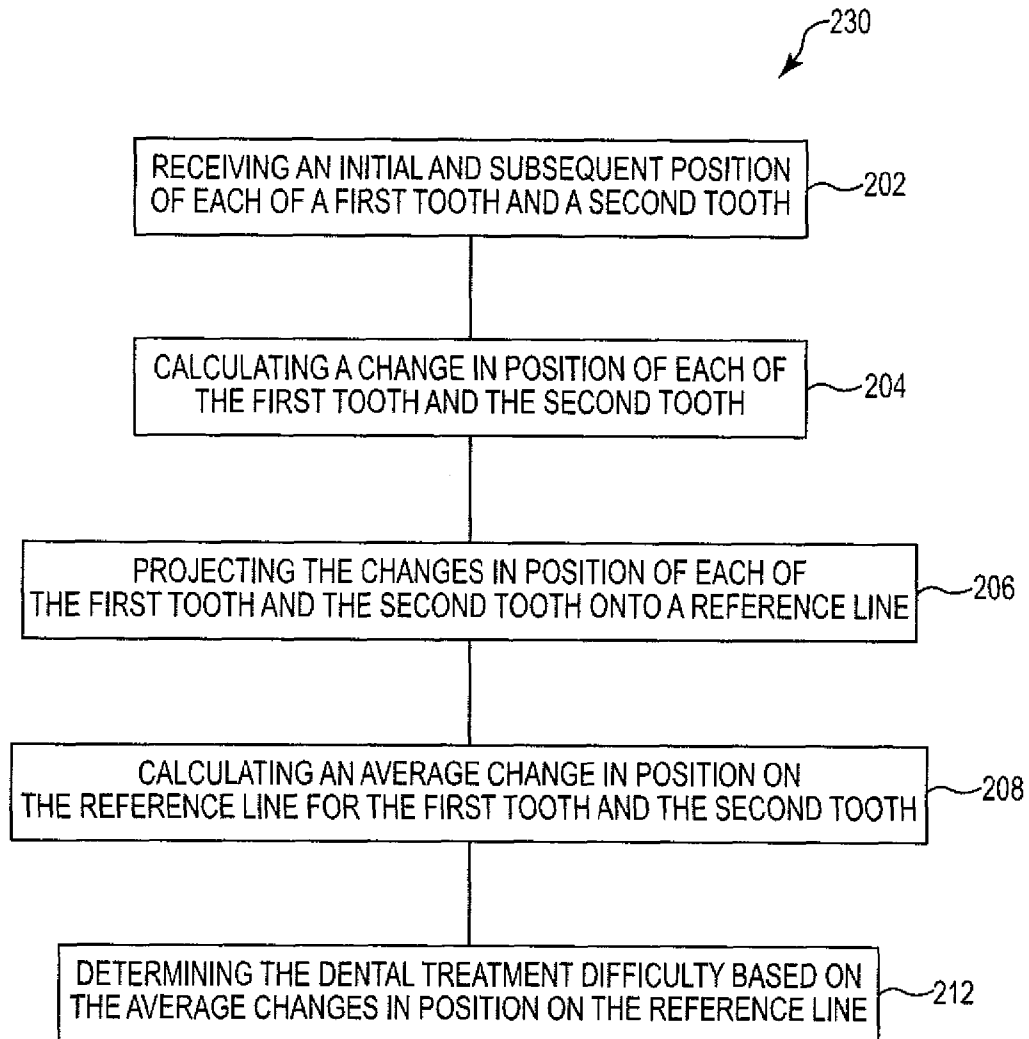 230
RECEIVING AN INITIAL AND SUBSEQUENT POSITION
OF EACH OF A FIRST TOOTH AND A SECOND TOOTH
202
CALCULATING A CHANGE IN POSITION OF EACH OF
THE FIRST TOOTH AND THE SECOND TOOTH
204
PROJECTING THE CHANGES IN POSITION OF EACH OF
THE FIRST TOOTH AND THE SECOND TOOTH ONTO A REFERENCE LINE
206
CALCULATING AN AVERAGE CHANGE IN POSITION ON
THE REFERENCE LINE FOR THE FIRST TOOTH AND THE SECOND TOOTH
208
DETERMINING THE DENTAL TREATMENT DIFFICULTY BASED ON
THE AVERAGE CHANGES IN POSITION ON THE REFERENCE LINE
212